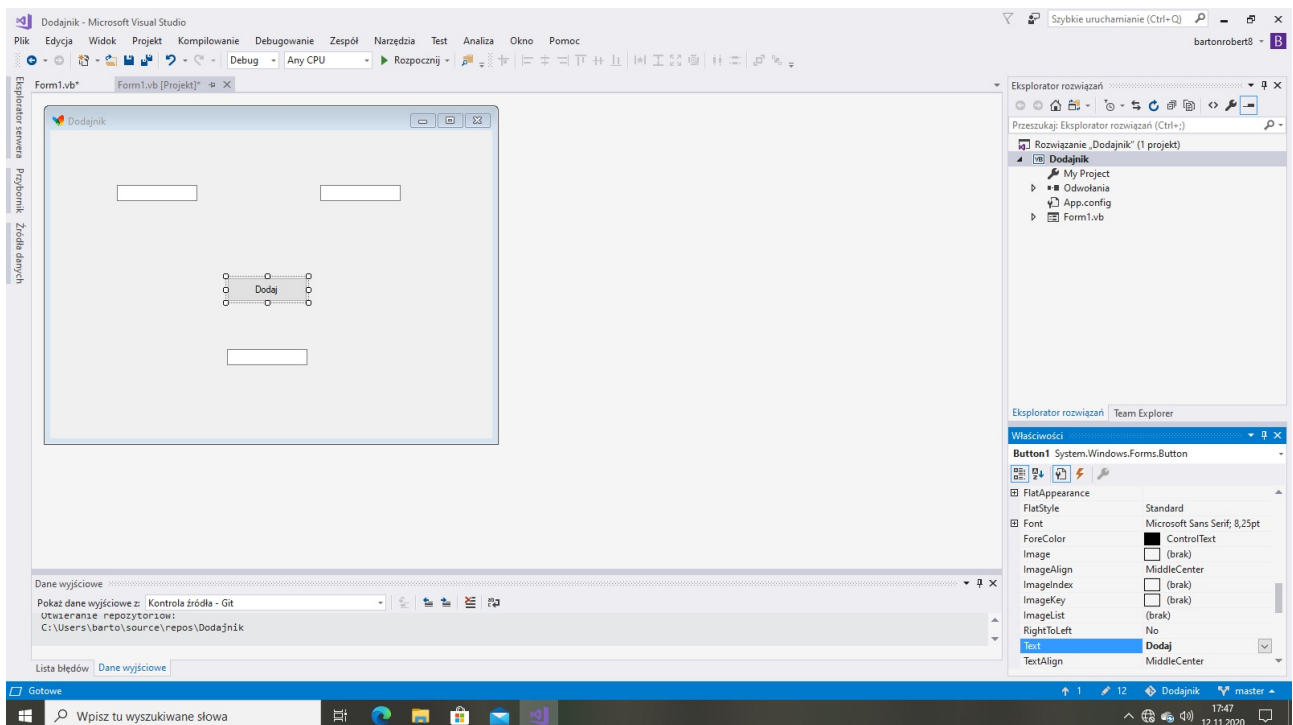 Dodajnik - Microsoft Visual Studio
Szybkie uruchamianie (Ctrl+Q)
Plik Edycja Widok Projekt Kompilowanie Debugowanie Zespół Narzędzia Test Analiza Okno Pomoc
bartonrobert8 B
Debug Any CPU Rozpocznij
Eksplorator serwera
Przybornik
Źródła danych
Form1.vb* Form1.vb [Projekt]*
Dodajnik
Dodaj
Eksplorator rozwiązań
Przeszukaj: Eksplorator rozwiązań (Ctrl+;)
Rozwiązanie „Dodajnik" (1 projekt)
VB Dodajnik
My Project
Odwołania
App.config
Form1.vb
Eksplorator rozwiązań Team Explorer
Właściwości
Button1 System.Windows.Forms.Button
FlatAppearance
FlatStyle Standard
Font Microsoft Sans Serif; 8,25pt
ForeColor ControlText
Image (brak)
ImageAlign MiddleCenter
ImageIndex (brak)
ImageKey (brak)
ImageList (brak)
RightToLeft No
Text Dodaj
TextAlign MiddleCenter
Dane wyjściowe
Pokaż dane wyjściowe z: Kontrola źródła - Git
Otwieranie repozytoriów:
C:\Users\barto\source\repos\Dodajnik
Lista błędów Dane wyjściowe
Gotowe
1 12 Dodajnik master
Wpisz tu wyszukiwane słowa
17:47
12.11.2020